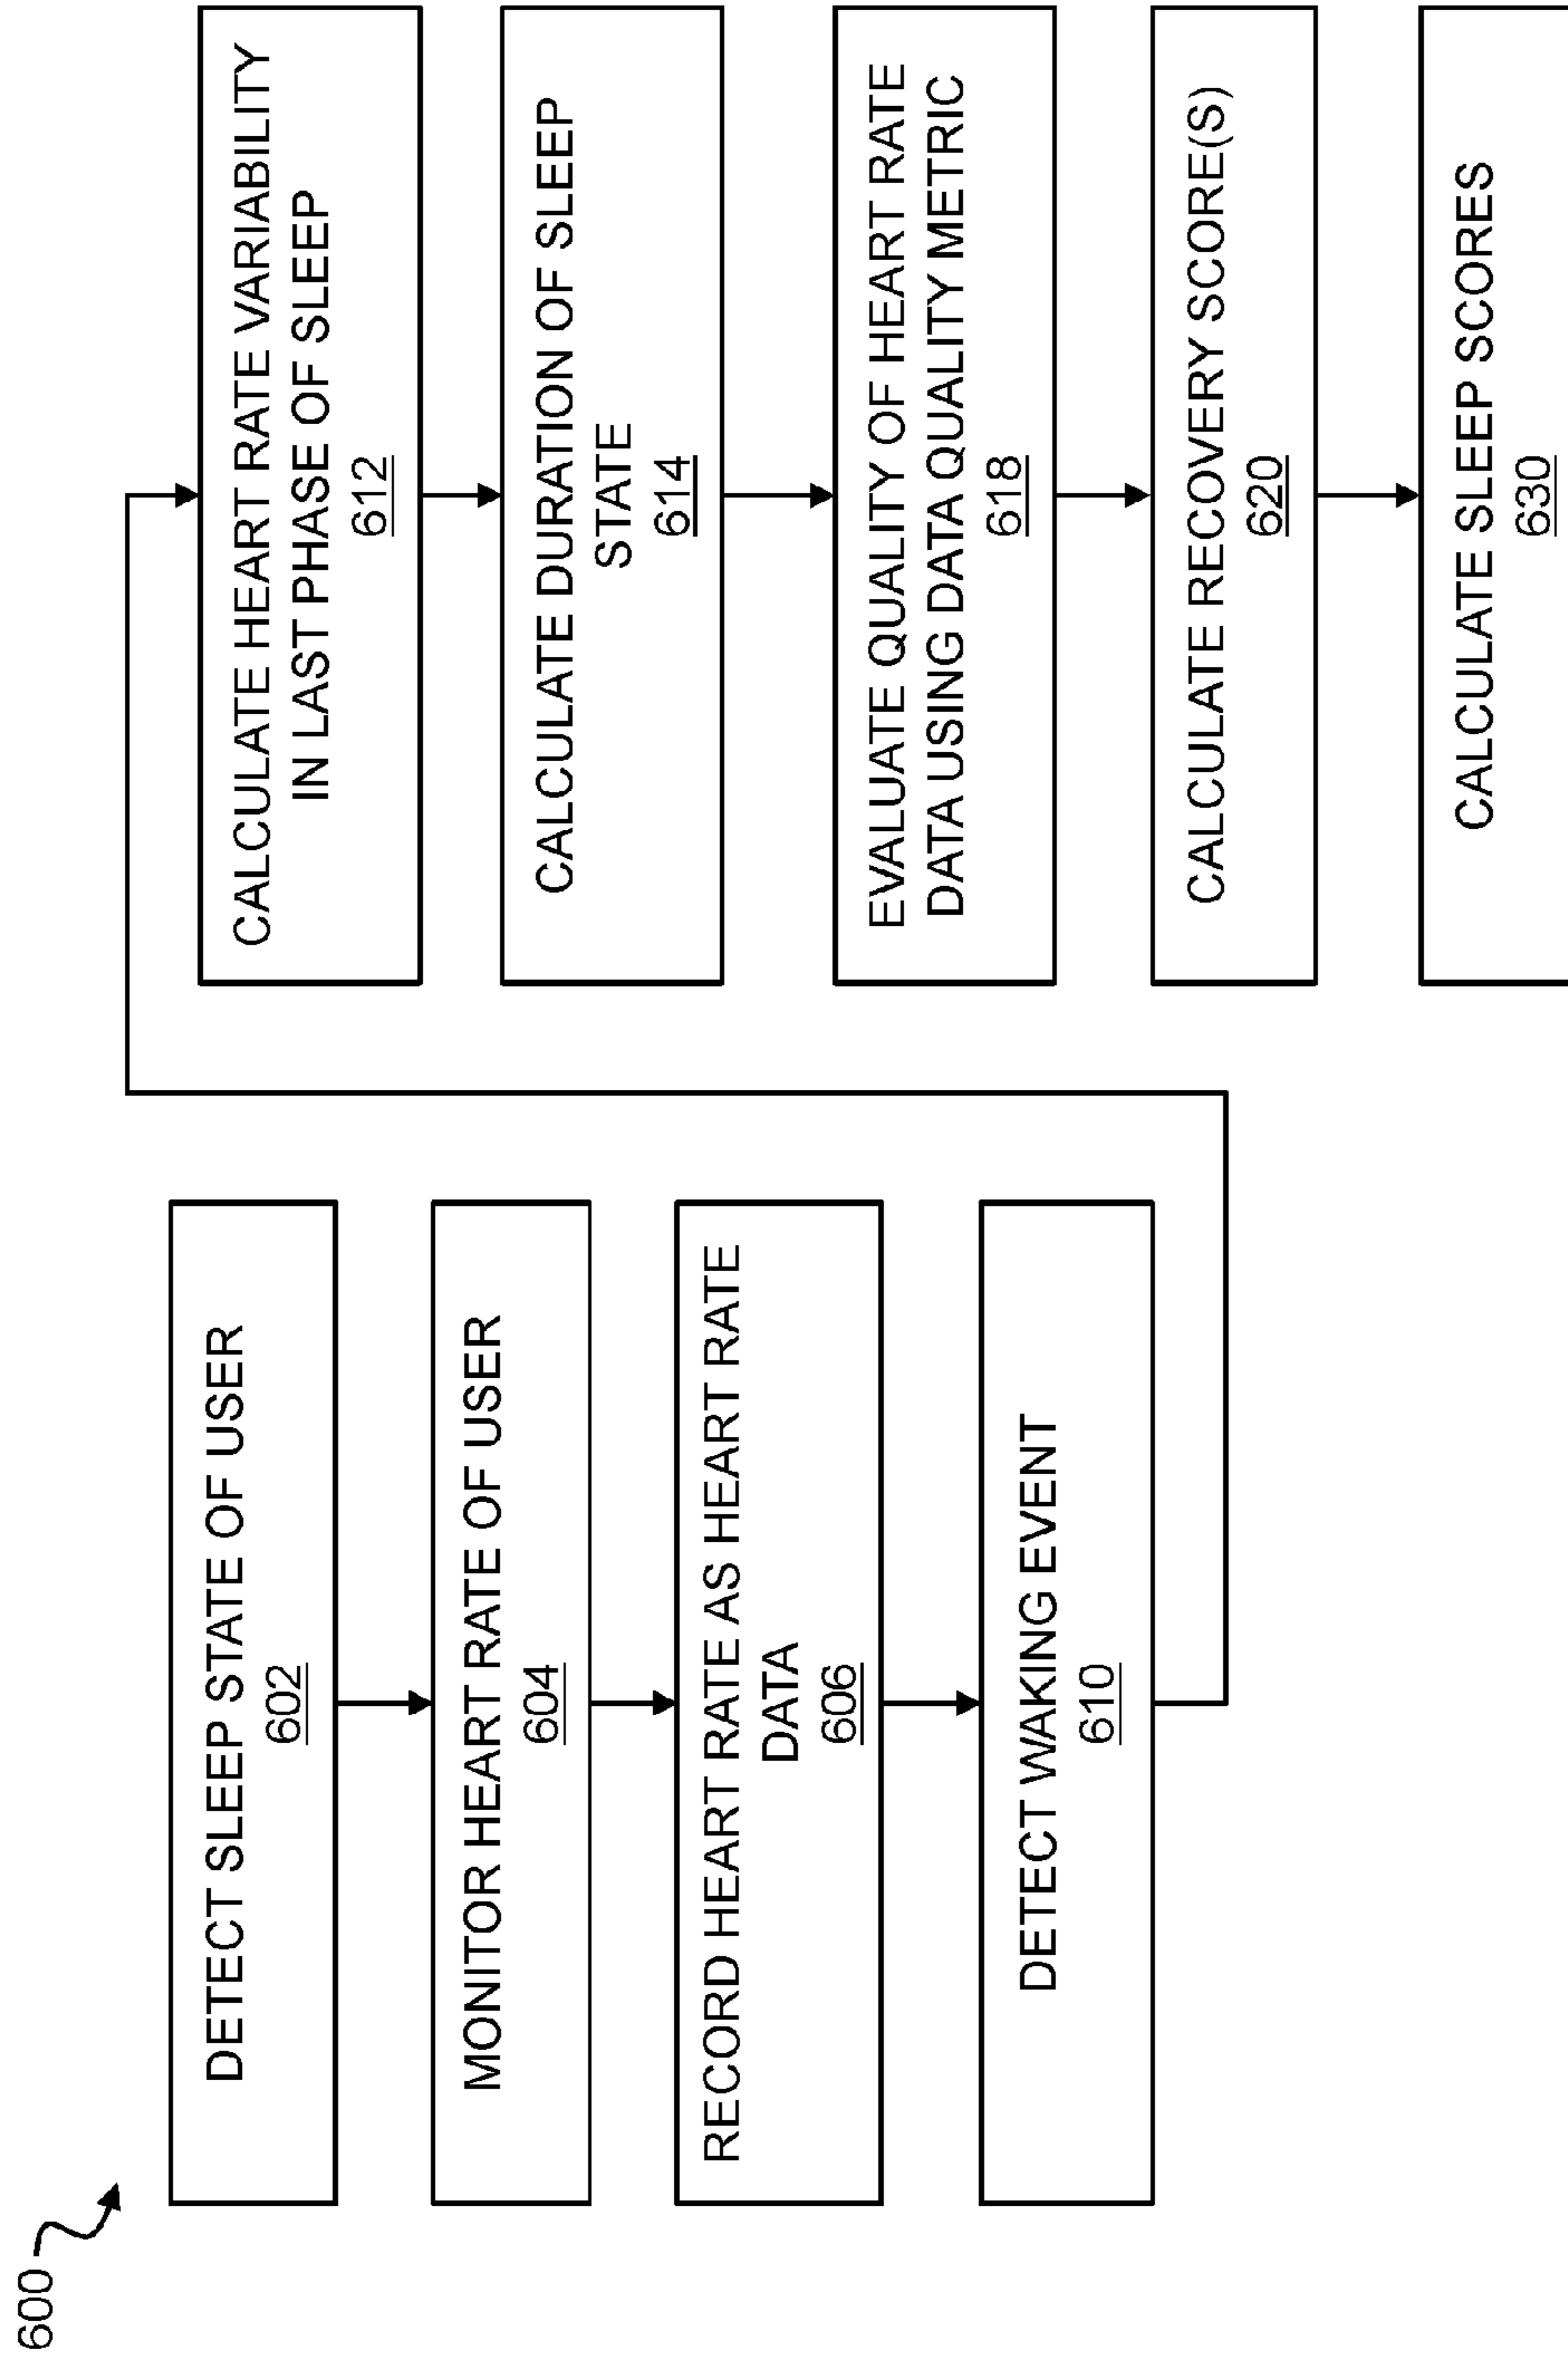 600
DETECT SLEEP STATE OF USER
602
MONITOR HEART RATE OF USER
604
RECORD HEART RATE AS HEART RATE
DATA
606
DETECT WAKING EVENT
610
CALCULATE HEART RATE VARIABILITY
IN LAST PHASE OF SLEEP
612
CALCULATE DURATION OF SLEEP
STATE
614
EVALUATE QUALITY OF HEART RATE
DATA USING DATA QUALITY METRIC
618
CALCULATE RECOVERY SCORE(S)
620
CALCULATE SLEEP SCORES
630